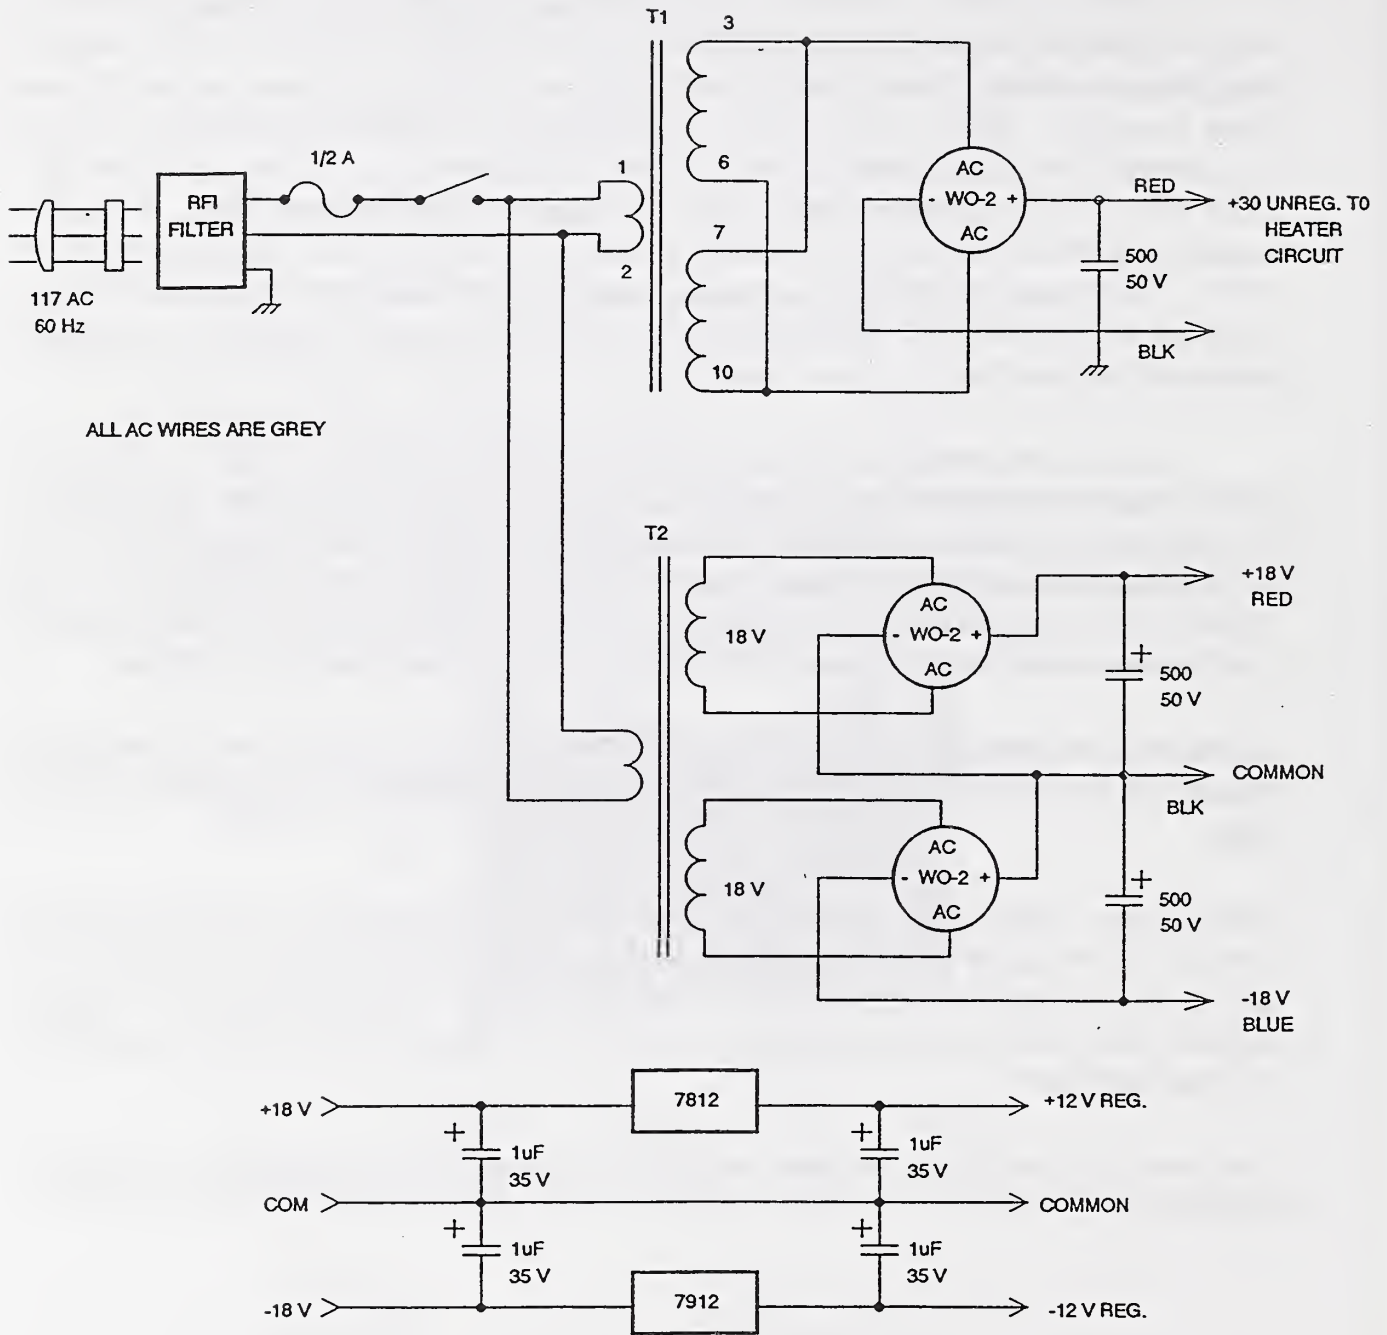 T1
3
1/2 A
1
6
RFI
FILTER
AC
- WO-2 +
AC
RED
+30 UNREG. T0
HEATER
CIRCUIT
7
2
500
50 V
117 AC
60 Hz
BLK
10
ALL AC WIRES ARE GREY
T2
+18 V
RED
AC
- WO-2 +
AC
18 V
+
500
50 V
COMMON
BLK
AC
- WO-2 +
AC
18 V
+
500
50 V
-18 V
BLUE
+18 V
7812
+12 V REG.
+
1uF
35 V
+
1uF
35 V
COM
COMMON
+
1uF
35 V
+
1uF
35 V
-18 V
7912
-12 V REG.